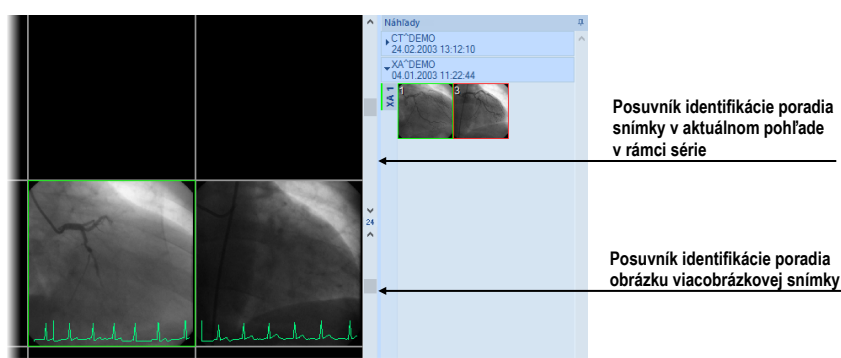 Náhľady
CT^DEMO
24.02.2003 13:12:10
XA^DEMO
04.01.2003 11:22:44
XA 1
1
3
Posuvník identifikácie poradia
snímky v aktuálnom pohľade
v rámci série
24
Posuvník identifikácie poradia
obrázku viacobrázkovej snímky